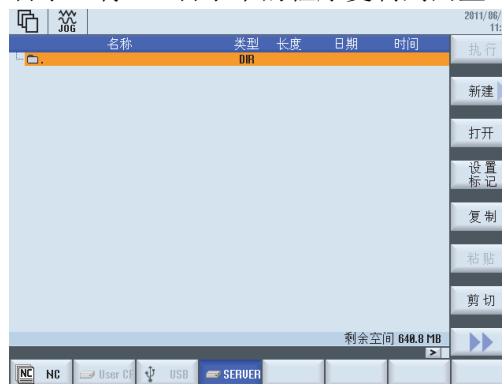 JOG
2011/06/
11:
名称 类型 长度 日期 时间
. DIR
执行
新建
打开
设置
标记
复制
粘贴
剪切
剩余空间 640.8 MB
NC NC User CF USB SERVER